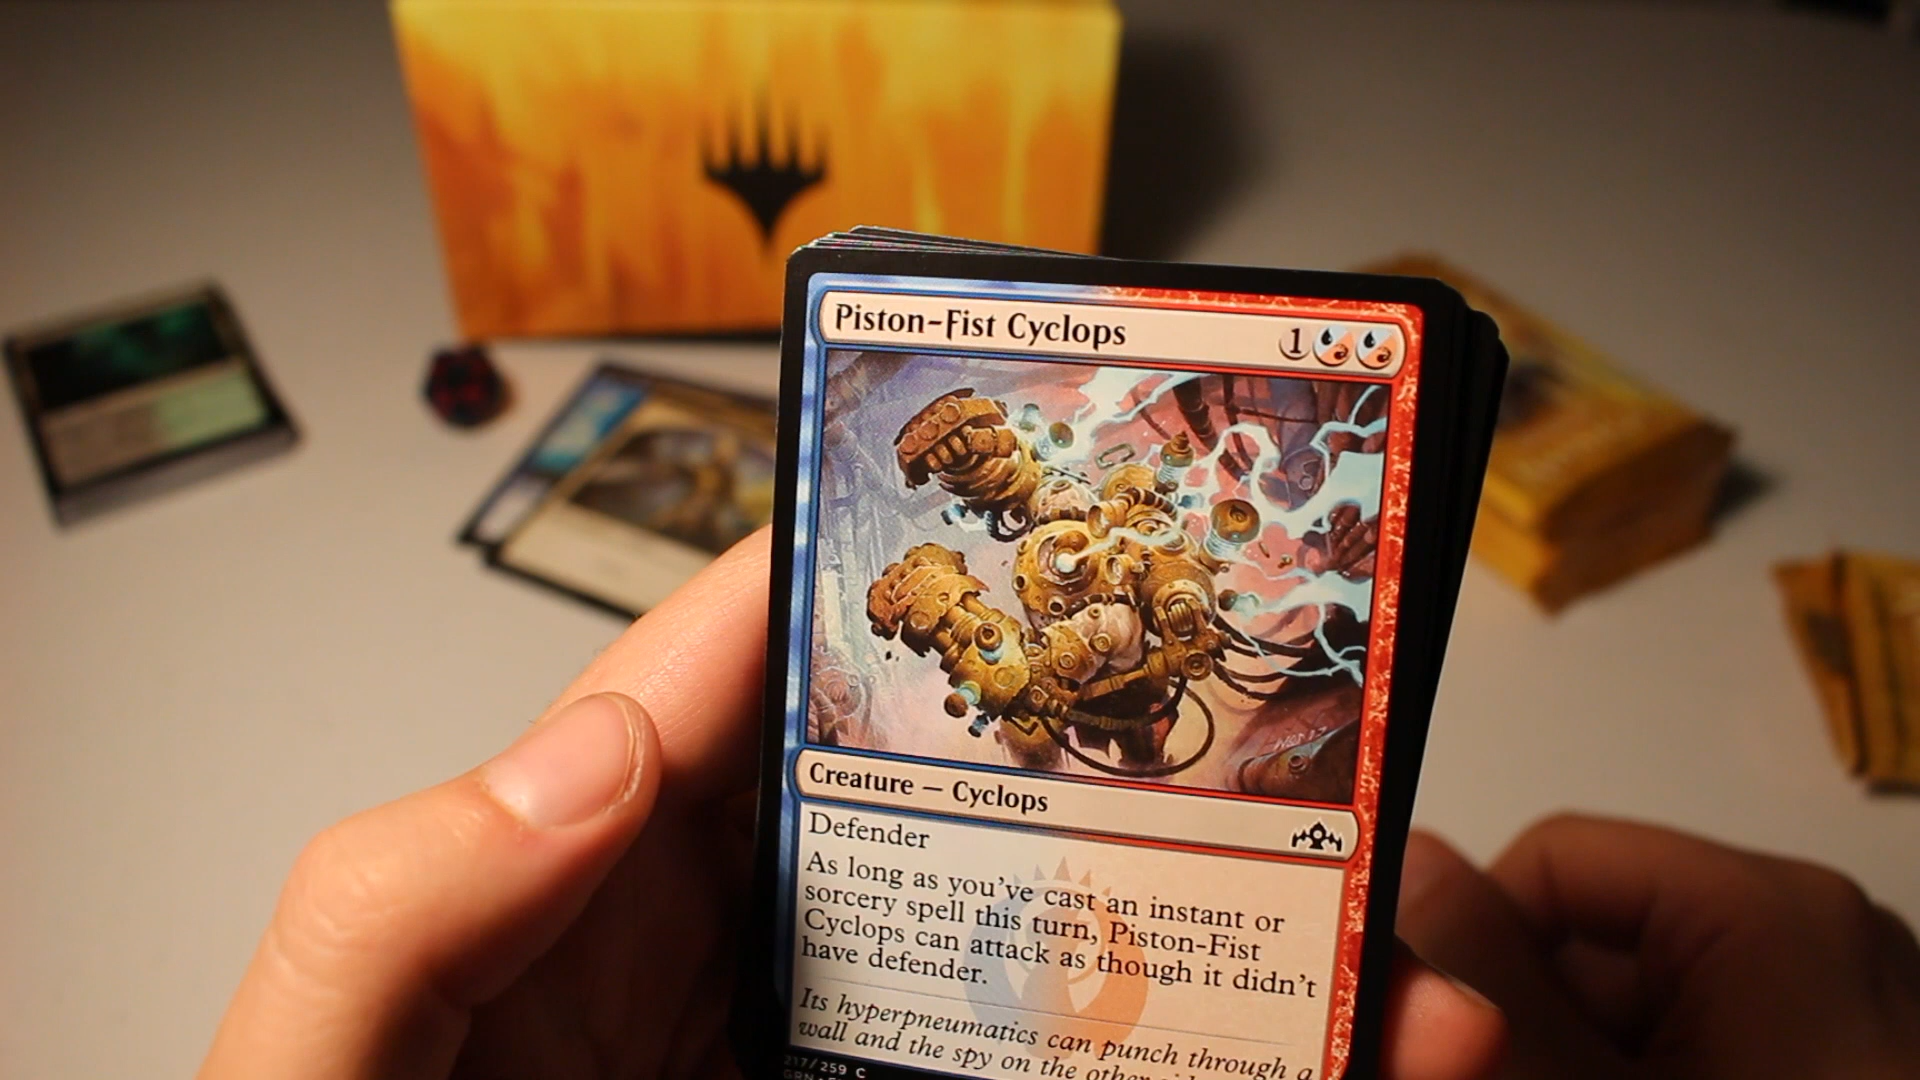 Piston-Fist Cyclops 1
Creature — Cyclops
Defender
As long as you've cast an instant or
sorcery spell this turn, Piston-Fist
Cyclops can attack as though it didn't
have defender.
Its hyperpneumatics can punch through a
wall and the spy on the other
217/259 C
GRN